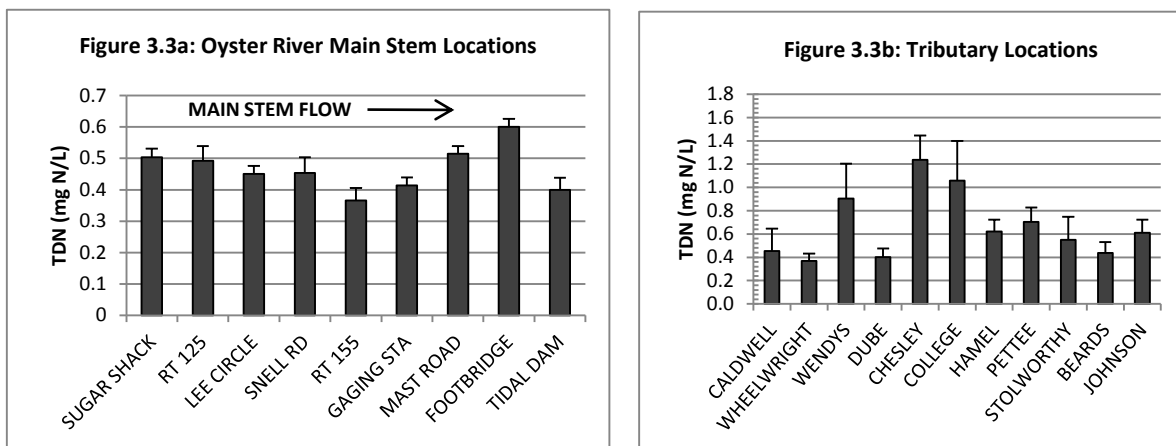 Figure 3.3a: Oyster River Main Stem Locations
MAIN STEM FLOW
TDN (mg N/L)
0.7
0.6
0.5
0.4
0.3
0.2
0.1
0
SUGAR SHACK
RT 125
LEE CIRCLE
SNELL RD
RT 155
GAGING STA
MAST ROAD
FOOTBRIDGE
TIDAL DAM
Figure 3.3b: Tributary Locations
TDN (mg N/L)
1.8
1.6
1.4
1.2
1.0
0.8
0.6
0.4
0.2
0.0
CALDWELL
WHEELWRIGHT
WENDYS
DUBE
CHESLEY
COLLEGE
HAMEL
PETTEE
STOLWORTHY
BEARDS
JOHNSON